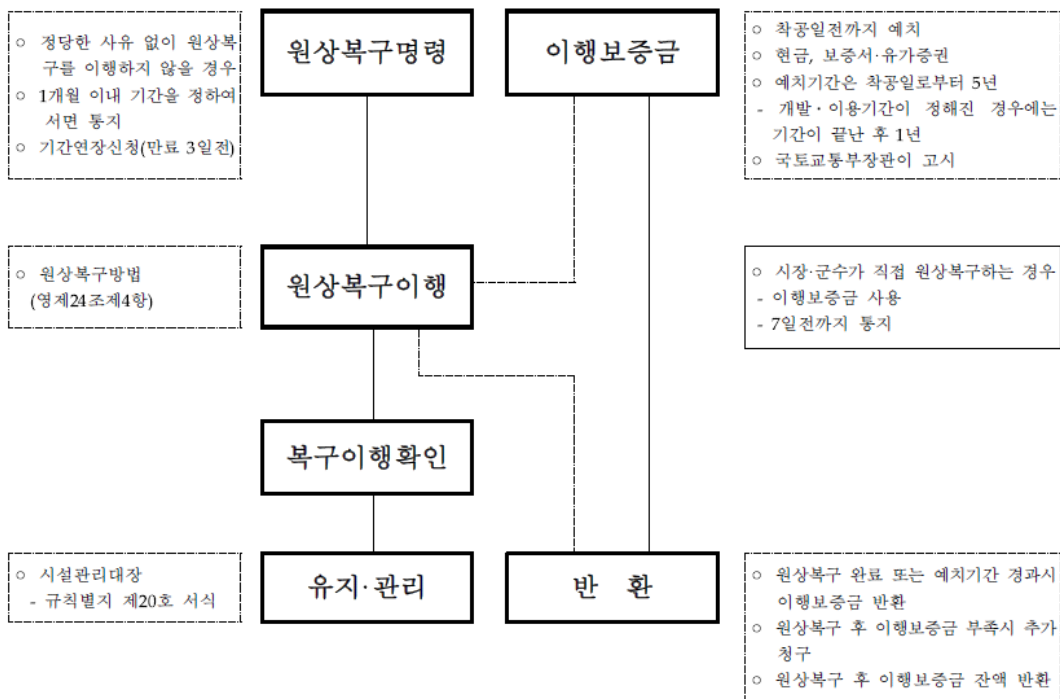 ○ 정당한 사유 없이 원상복
구를 이행하지 않을 경우
○ 1개월 이내 기간을 정하여
서면 통지
○ 기간연장신청(만료 3일전)
원상복구명령
이행보증금
○ 착공일전까지 예치
○ 현금, 보증서·유가증권
○ 예치기간은 착공일로부터 5년
- 개발·이용기간이 정해진 경우에는
기간이 끝난 후 1년
○ 국토교통부장관이 고시
○ 원상복구방법
(영제24조제4항)
원상복구이행
○ 시장·군수가 직접 원상복구하는 경우
- 이행보증금 사용
- 7일전까지 통지
복구이행확인
○ 시설관리대장
- 규칙별지 제20호 서식
유지·관리
반 환
○ 원상복구 완료 또는 예치기간 경과시
이행보증금 반환
○ 원상복구 후 이행보증금 부족시 추가
청구
○ 원상복구 후 이행보증금 잔액 반환